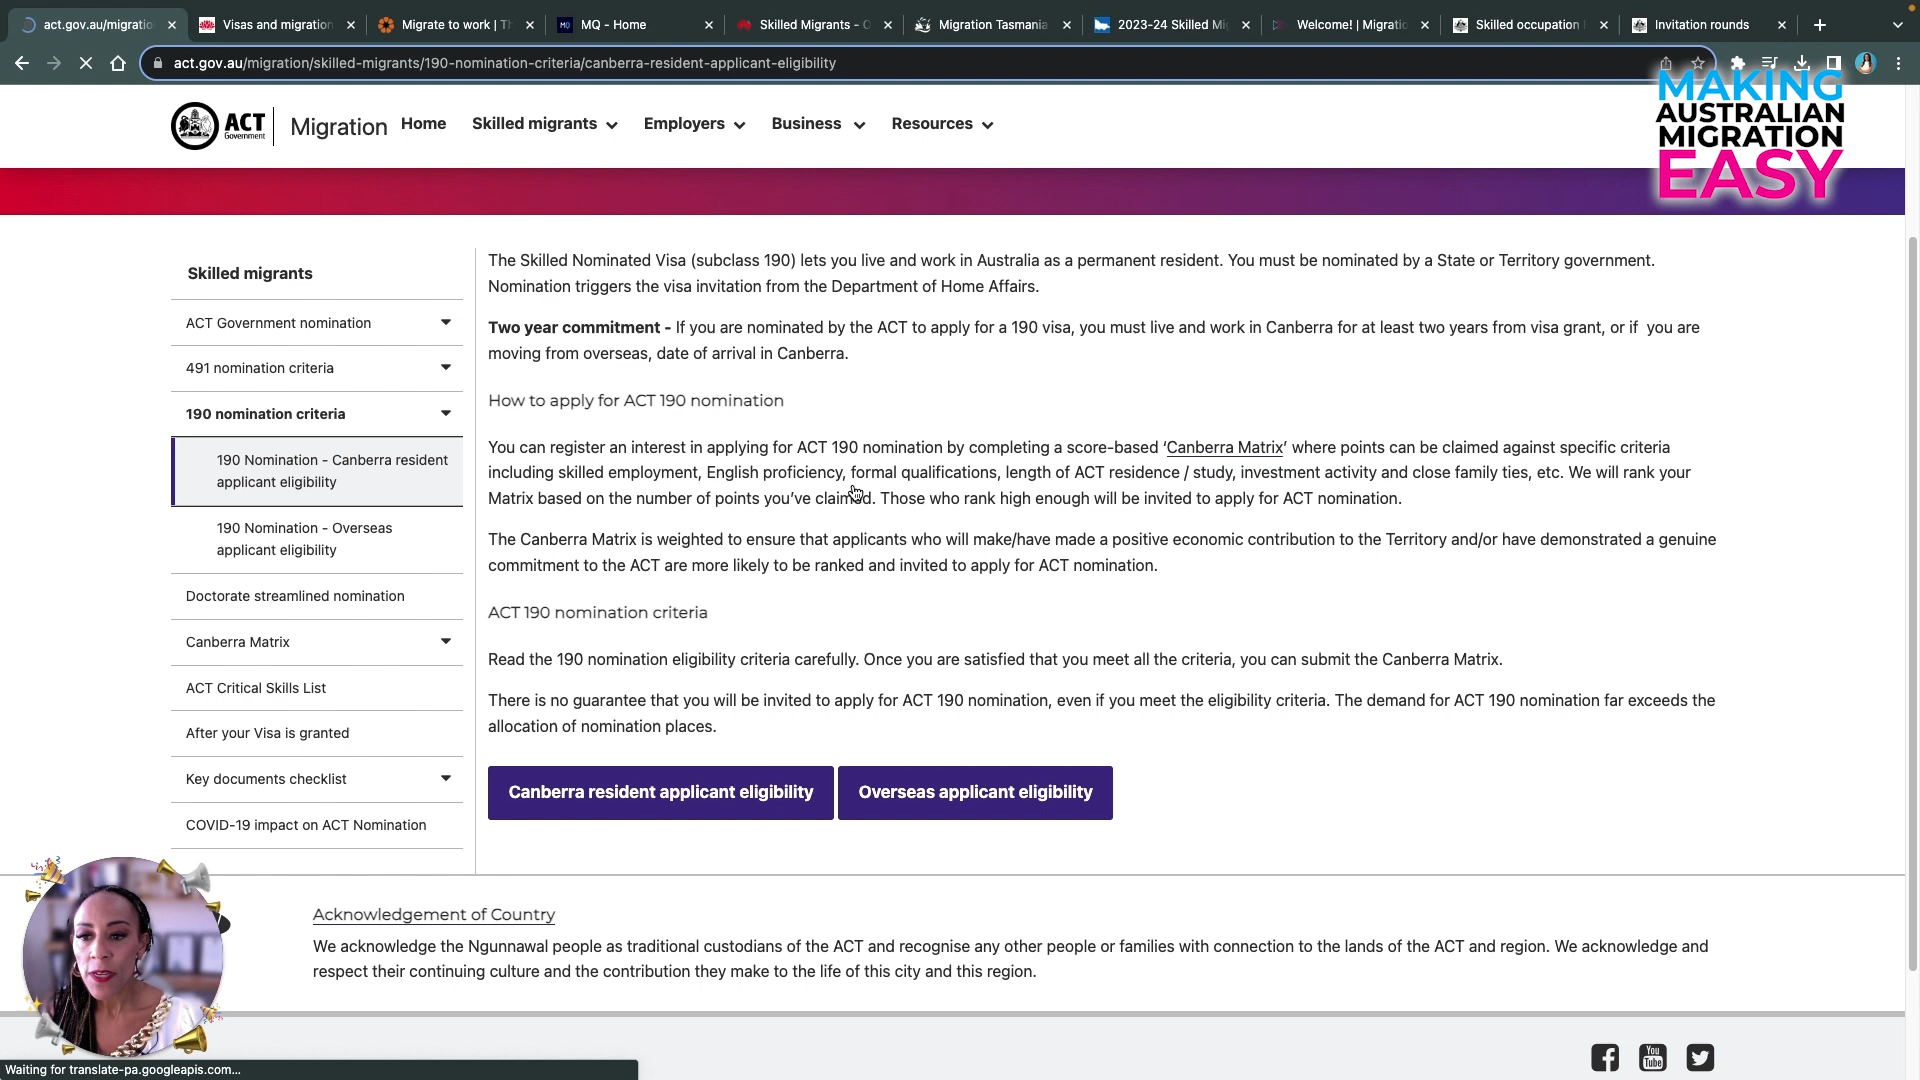 act.gov.au/migratio
Visas and migration
Migrate to work | Th
MQ - Home
Skilled Migrants - C
Migration Tasmania
2023-24 Skilled Mi
Welcome! | Migrati
Skilled occupation
Invitation rounds
act.gov.au/migration/skilled-migrants/190-nomination-criteria/canberra-resident-applicant-eligibility
MAKING
AUSTRALIAN
MIGRATION
EASY
ACT
Government
Migration
Home
Skilled migrants
Employers
Business
Resources
Skilled migrants
ACT Government nomination
491 nomination criteria
190 nomination criteria
190 Nomination - Canberra resident
applicant eligibility
190 Nomination - Overseas
applicant eligibility
Doctorate streamlined nomination
Canberra Matrix
ACT Critical Skills List
After your Visa is granted
Key documents checklist
COVID-19 impact on ACT Nomination
The Skilled Nominated Visa (subclass 190) lets you live and work in Australia as a permanent resident. You must be nominated by a State or Territory government.
Nomination triggers the visa invitation from the Department of Home Affairs.
Two year commitment - If you are nominated by the ACT to apply for a 190 visa, you must live and work in Canberra for at least two years from visa grant, or if you are
moving from overseas, date of arrival in Canberra.
How to apply for ACT 190 nomination
You can register an interest in applying for ACT 190 nomination by completing a score-based ‘Canberra Matrix’ where points can be claimed against specific criteria
including skilled employment, English proficiency, formal qualifications, length of ACT residence / study, investment activity and close family ties, etc. We will rank your
Matrix based on the number of points you’ve claimed. Those who rank high enough will be invited to apply for ACT nomination.
The Canberra Matrix is weighted to ensure that applicants who will make/have made a positive economic contribution to the Territory and/or have demonstrated a genuine
commitment to the ACT are more likely to be ranked and invited to apply for ACT nomination.
ACT 190 nomination criteria
Read the 190 nomination eligibility criteria carefully. Once you are satisfied that you meet all the criteria, you can submit the Canberra Matrix.
There is no guarantee that you will be invited to apply for ACT 190 nomination, even if you meet the eligibility criteria. The demand for ACT 190 nomination far exceeds the
allocation of nomination places.
Canberra resident applicant eligibility
Overseas applicant eligibility
Acknowledgement of Country
We acknowledge the Ngunnawal people as traditional custodians of the ACT and recognise any other people or families with connection to the lands of the ACT and region. We acknowledge and
respect their continuing culture and the contribution they make to the life of this city and this region.
You
Tube
Waiting for translate-pa.googleapis.com...